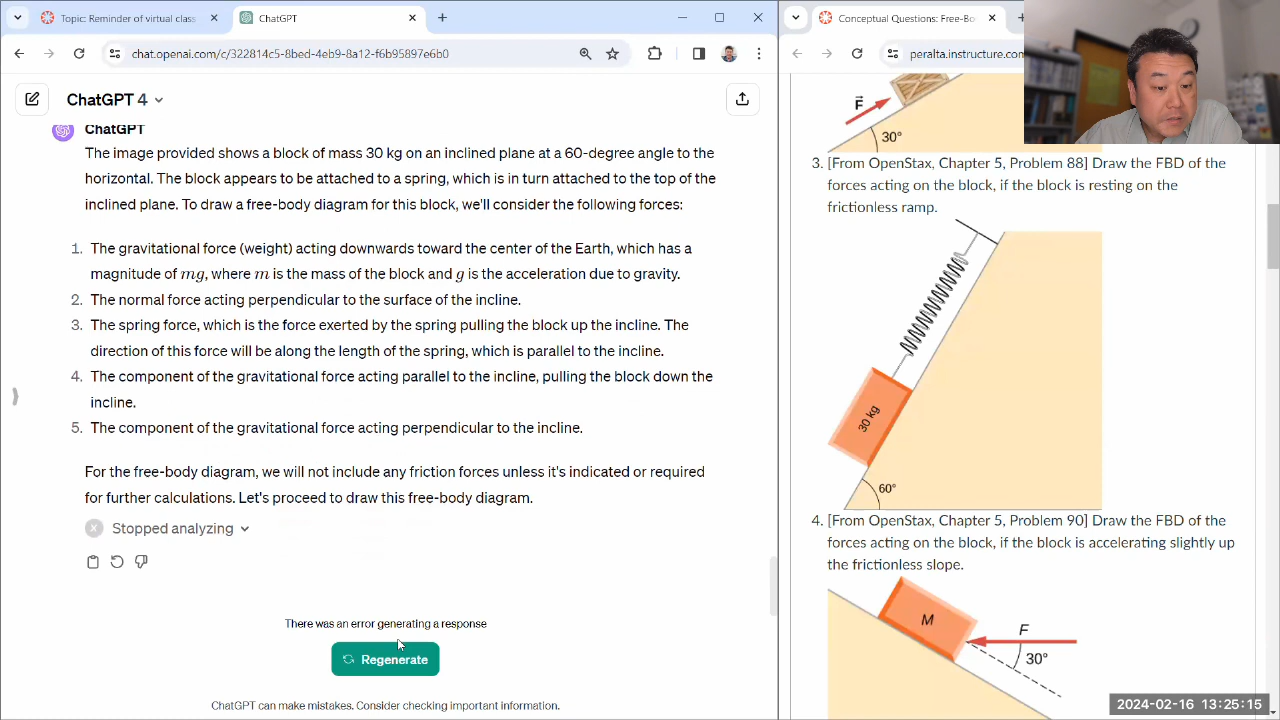 Topic: Reminder of virtual class
ChatGPT
Conceptual Questions: Free-Bo
chat.openai.com/c/322814c5-8bed-4eb9-8a12-f6b95897e6b0
peralta.instructure.com
ChatGPT 4
ChatGPT
The image provided shows a block of mass 30 kg on an inclined plane at a 60-degree angle to the
horizontal. The block appears to be attached to a spring, which is in turn attached to the top of the
inclined plane. To draw a free-body diagram for this block, we'll consider the following forces:
1. The gravitational force (weight) acting downwards toward the center of the Earth, which has a
magnitude of mg, where m is the mass of the block and g is the acceleration due to gravity.
2. The normal force acting perpendicular to the surface of the incline.
3. The spring force, which is the force exerted by the spring pulling the block up the incline. The
direction of this force will be along the length of the spring, which is parallel to the incline.
4. The component of the gravitational force acting parallel to the incline, pulling the block down the
incline.
5. The component of the gravitational force acting perpendicular to the incline.
For the free-body diagram, we will not include any friction forces unless it's indicated or required
for further calculations. Let's proceed to draw this free-body diagram.
Stopped analyzing
There was an error generating a response
Regenerate
ChatGPT can make mistakes. Consider checking important information.
F
30°
3. [From OpenStax, Chapter 5, Problem 88] Draw the FBD of the
forces acting on the block, if the block is resting on the
frictionless ramp.
30 kg
60°
4. [From OpenStax, Chapter 5, Problem 90] Draw the FBD of the
forces acting on the block, if the block is accelerating slightly up
the frictionless slope.
M
F
30°
2024-02-16 13:25:15